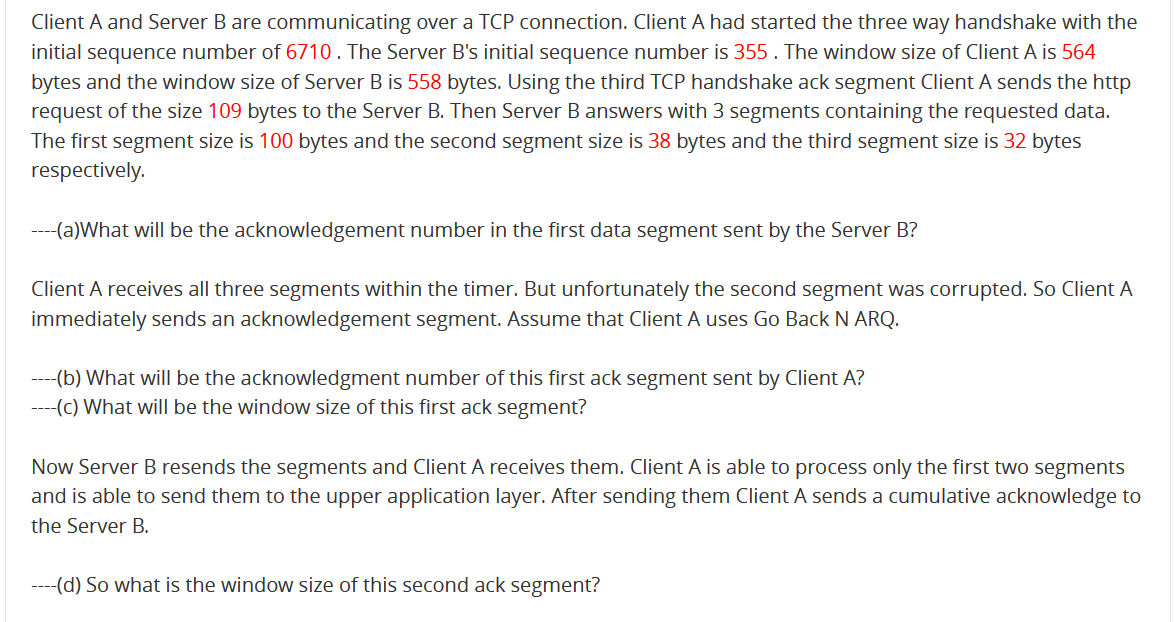 Client A and Server B are communicating over a TCP connection. Client A had started the three way handshake with the
initial sequence number of 6710 . The Server B's initial sequence number is 355 . The window size of Client A is 564
bytes and the window size of Server B is 558 bytes. Using the third TCP handshake ack segment Client A sends the http
request of the size 109 bytes to the Server B. Then Server B answers with 3 segments containing the requested data.
The first segment size is 100 bytes and the second segment size is 38 bytes and the third segment size is 32 bytes
respectively.
----(a)What will be the acknowledgement number in the first data segment sent by the Server B?
Client A receives all three segments within the timer. But unfortunately the second segment was corrupted. So Client A
immediately sends an acknowledgement segment. Assume that Client A uses Go Back N ARQ.
----(b) What will be the acknowledgment number of this first ack segment sent by Client A?
----(c) What will be the window size of this first ack segment?
Now Server B resends the segments and Client A receives them. Client A is able to process only the first two segments
and is able to send them to the upper application layer. After sending them Client A sends a cumulative acknowledge to
the Server B.
----(d) So what is the window size of this second ack segment?